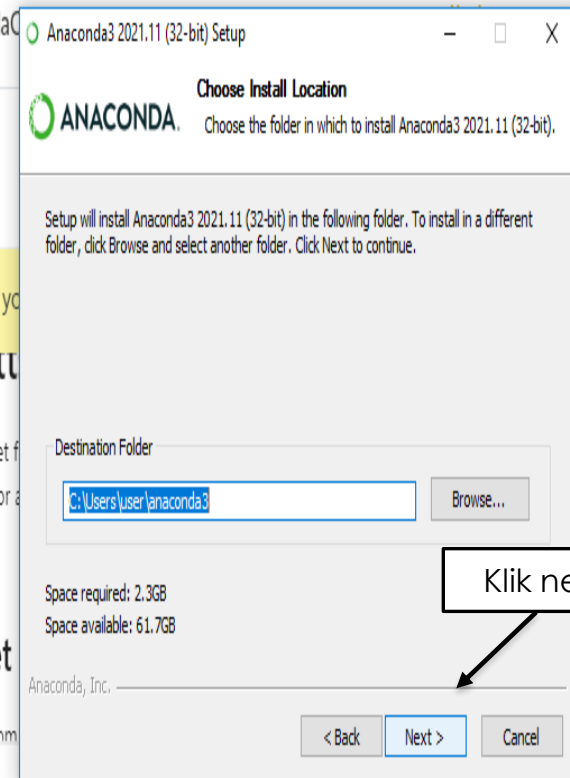 Anaconda3 2021.11 (32-bit) Setup
ANACONDA.
Choose Install Location
Choose the folder in which to install Anaconda3 2021.11 (32-bit).
Setup will install Anaconda3 2021.11 (32-bit) in the following folder. To install in a different
folder, click Browse and select another folder. Click Next to continue.
Destination Folder
C:\Users\user\anaconda3
Browse...
Klik
Space required: 2.3GB
Space available: 61.7GB
Anaconda, Inc.
< Back
Next >
Cancel